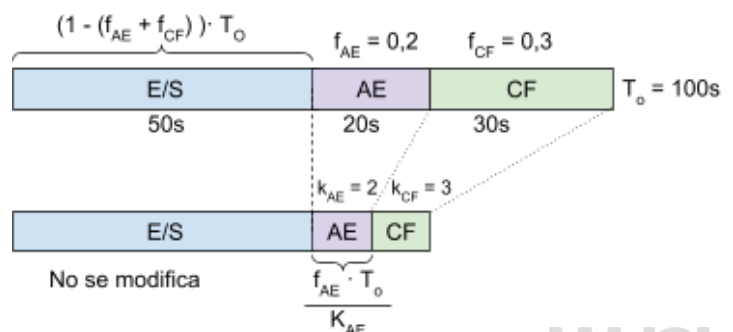 (1 - (f_AE + f_CF) )· T_O
f_AE = 0,2
f_CF = 0,3
E/S
AE
CF
T_o = 100s
50s
20s
30s
k_AE = 2
k_CF = 3
E/S
AE
CF
No se modifica
f_AE · T_o
K_AE